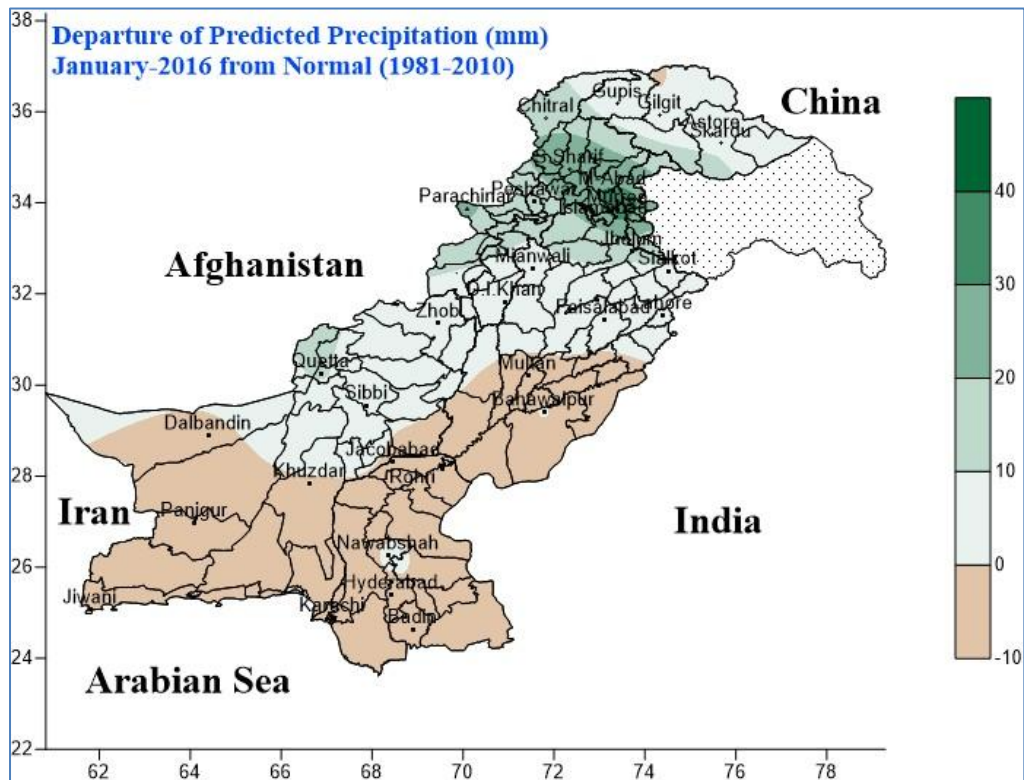 Departure of Predicted Precipitation (mm)
January-2016 from Normal (1981-2010)
38
36
34
32
30
28
26
24
22
62
64
66
68
70
72
74
76
78
China
Afghanistan
Iran
India
Arabian Sea
Gupis
Gilgit
Chitral
Astore
Skardu
S.Sharif
M-Abad
Peshawar
Parachinar
Murree
Islamabad
Jhelum
Mianwali
Sialkot
D.I.Khan
Zhob
Faisalabad
Lahore
Quetta
Multan
Sibbi
Bahawalpur
Dalbandin
Jacobabad
Khuzdar
Rohri
Panjgur
Nawabshah
Hyderabad
Jiwani
Karachi
Badin
40
30
20
10
0
-10